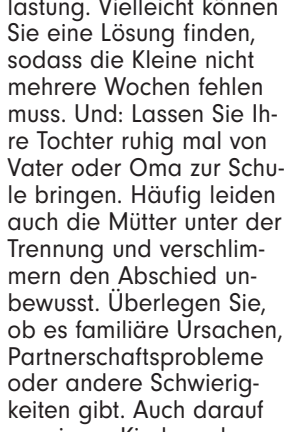 lastung. Vielleicht können
Sie eine Lösung finden,
sodass die Kleine nicht
mehrere Wochen fehlen
muss. Und: Lassen Sie Ih-
re Tochter ruhig mal von
Vater oder Oma zur Schu-
le bringen. Häufig leiden
auch die Mütter unter der
Trennung und verschlim-
mern den Abschied un-
bewusst. Überlegen Sie,
ob es familiäre Ursachen,
Partnerschaftsprobleme
oder andere Schwierig-
keiten gibt. Auch darauf